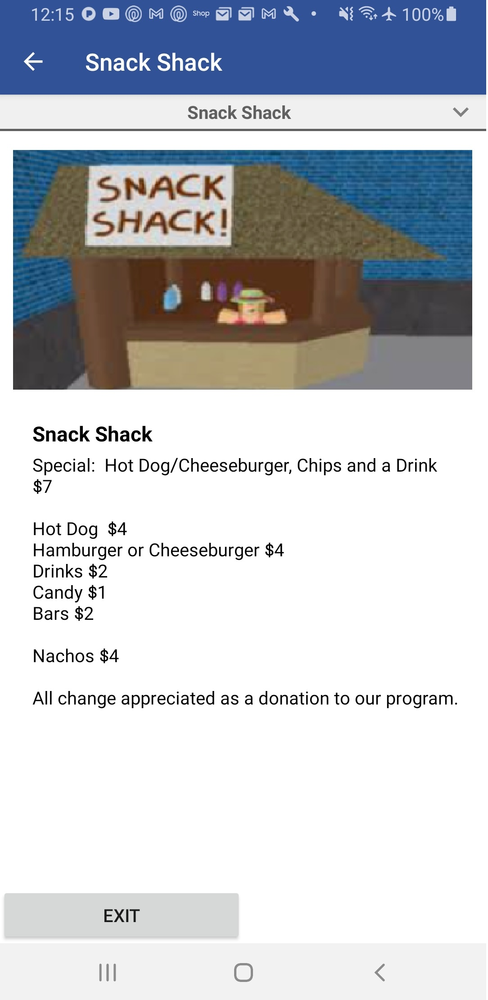 12:15 Shop 100%
Snack Shack
Snack Shack
SNACK
SHACK!
Snack Shack
Special:  Hot Dog/Cheeseburger, Chips and a Drink
$7
Hot Dog  $4
Hamburger or Cheeseburger $4
Drinks $2
Candy $1
Bars $2
Nachos $4
All change appreciated as a donation to our program.
EXIT